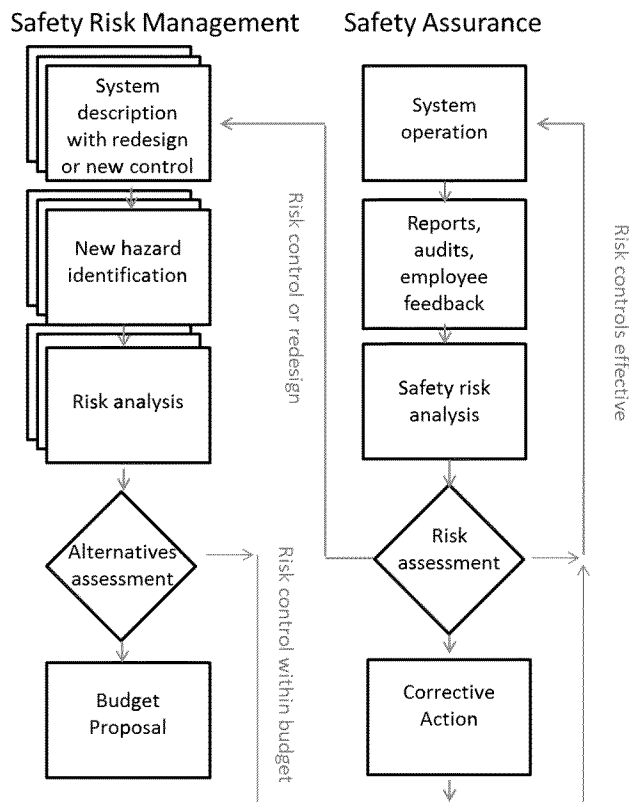 Safety Risk Management
Safety Assurance
System
description
with redesign
or new control
New hazard
identification
Risk analysis
Alternatives
assessment
Budget
Proposal
Risk control or redesign
Risk control within budget
System
operation
Reports,
audits,
employee
feedback
Safety risk
analysis
Risk
assessment
Corrective
Action
Risk controls effective